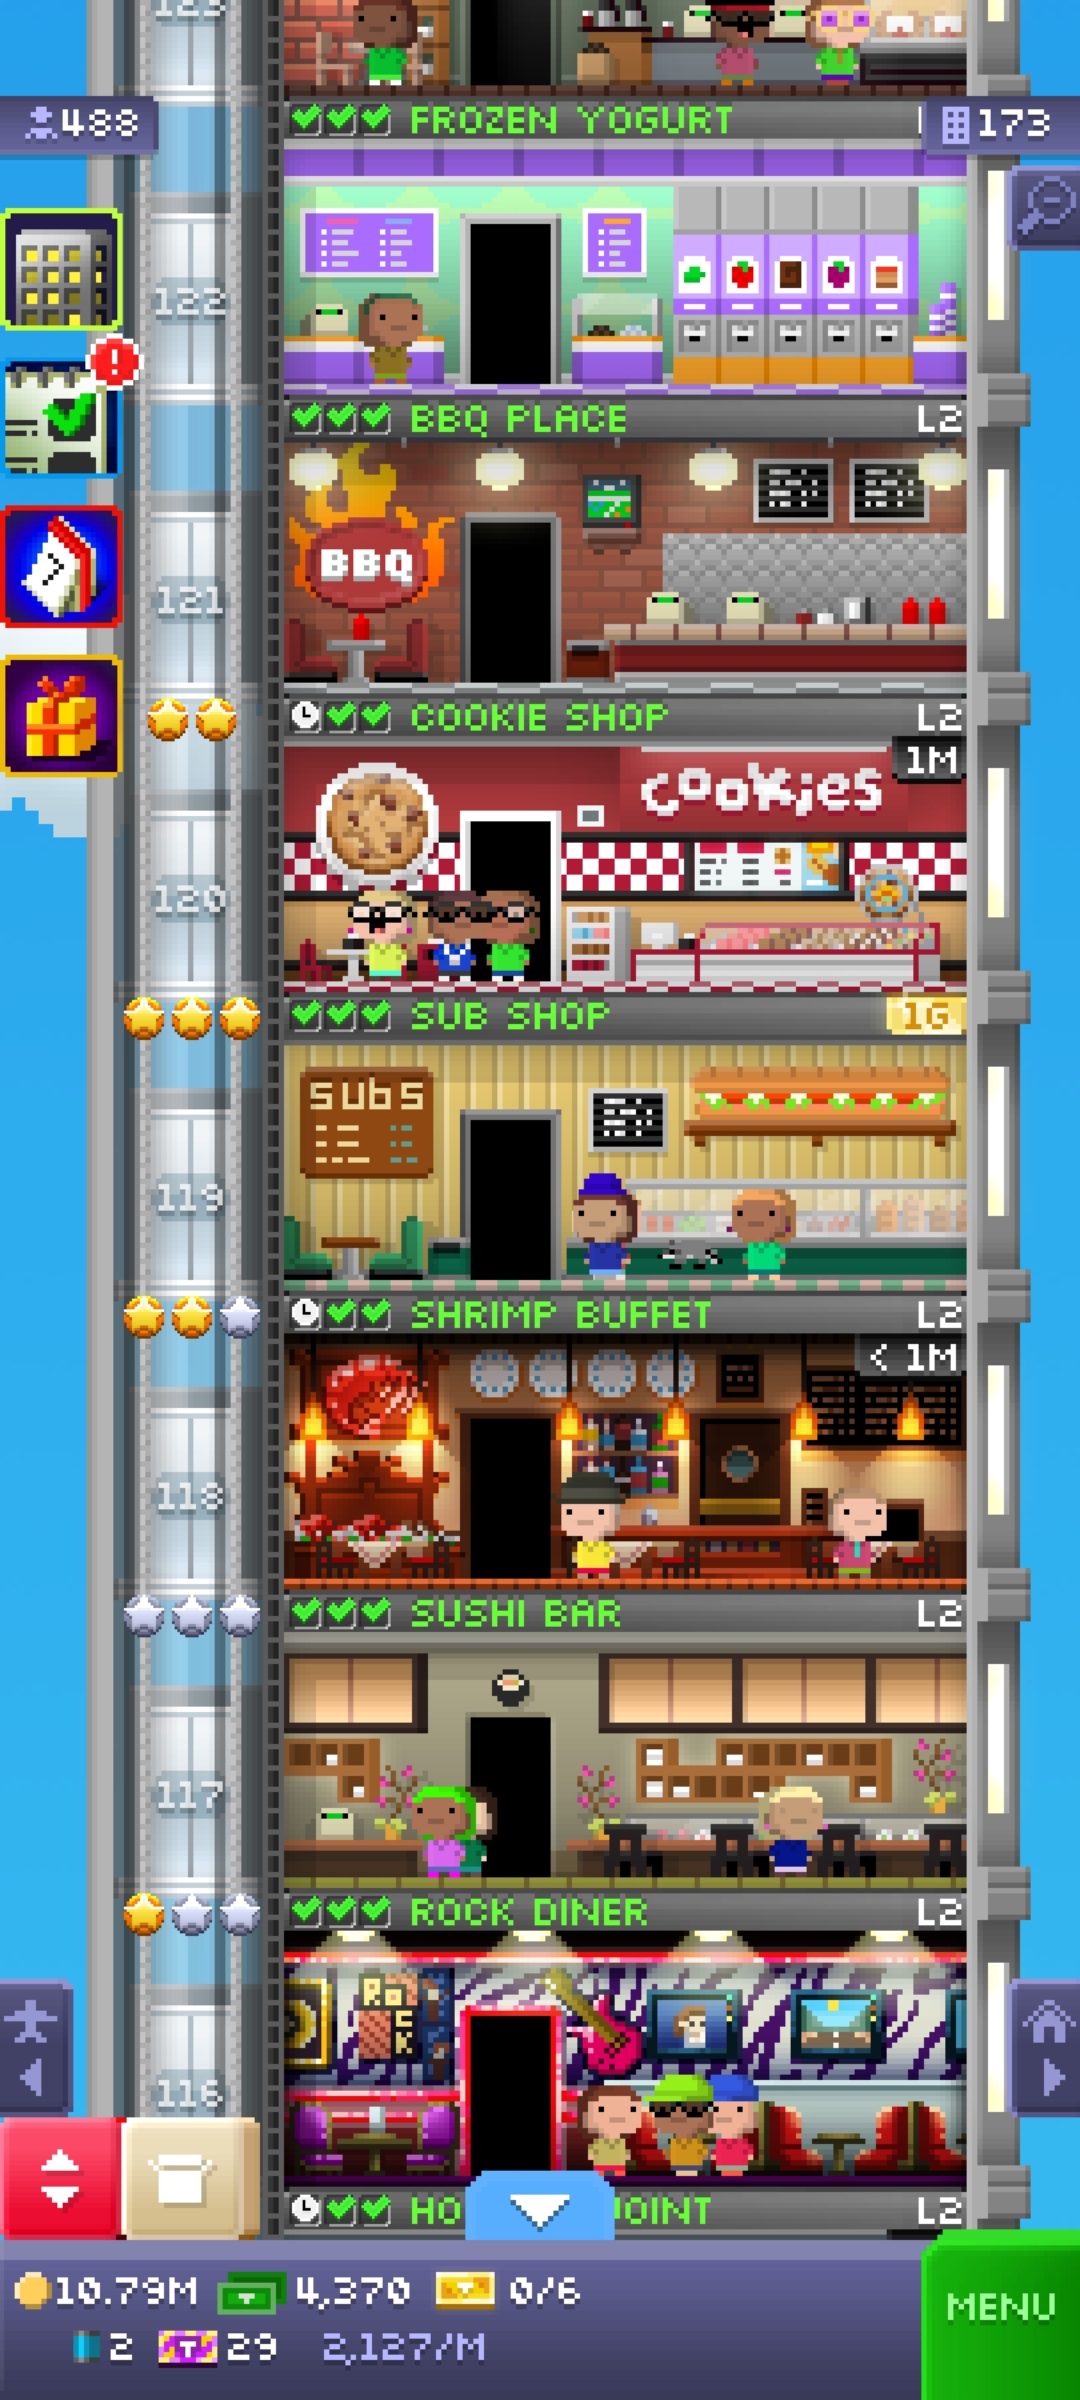 123
488
FROZEN YOGURT
173
122
BBQ PLACE L2
BBQ
121
COOKIE SHOP L2
1M
cookies
120
SUB SHOP 1G
SUBS
119
SHRIMP BUFFET L2
< 1M
118
SUSHI BAR L2
117
ROCK DINER L2
ROCK
116
HO JOINT L2
10.79M 4,370 0/6
MENU
2 29 2,127/M